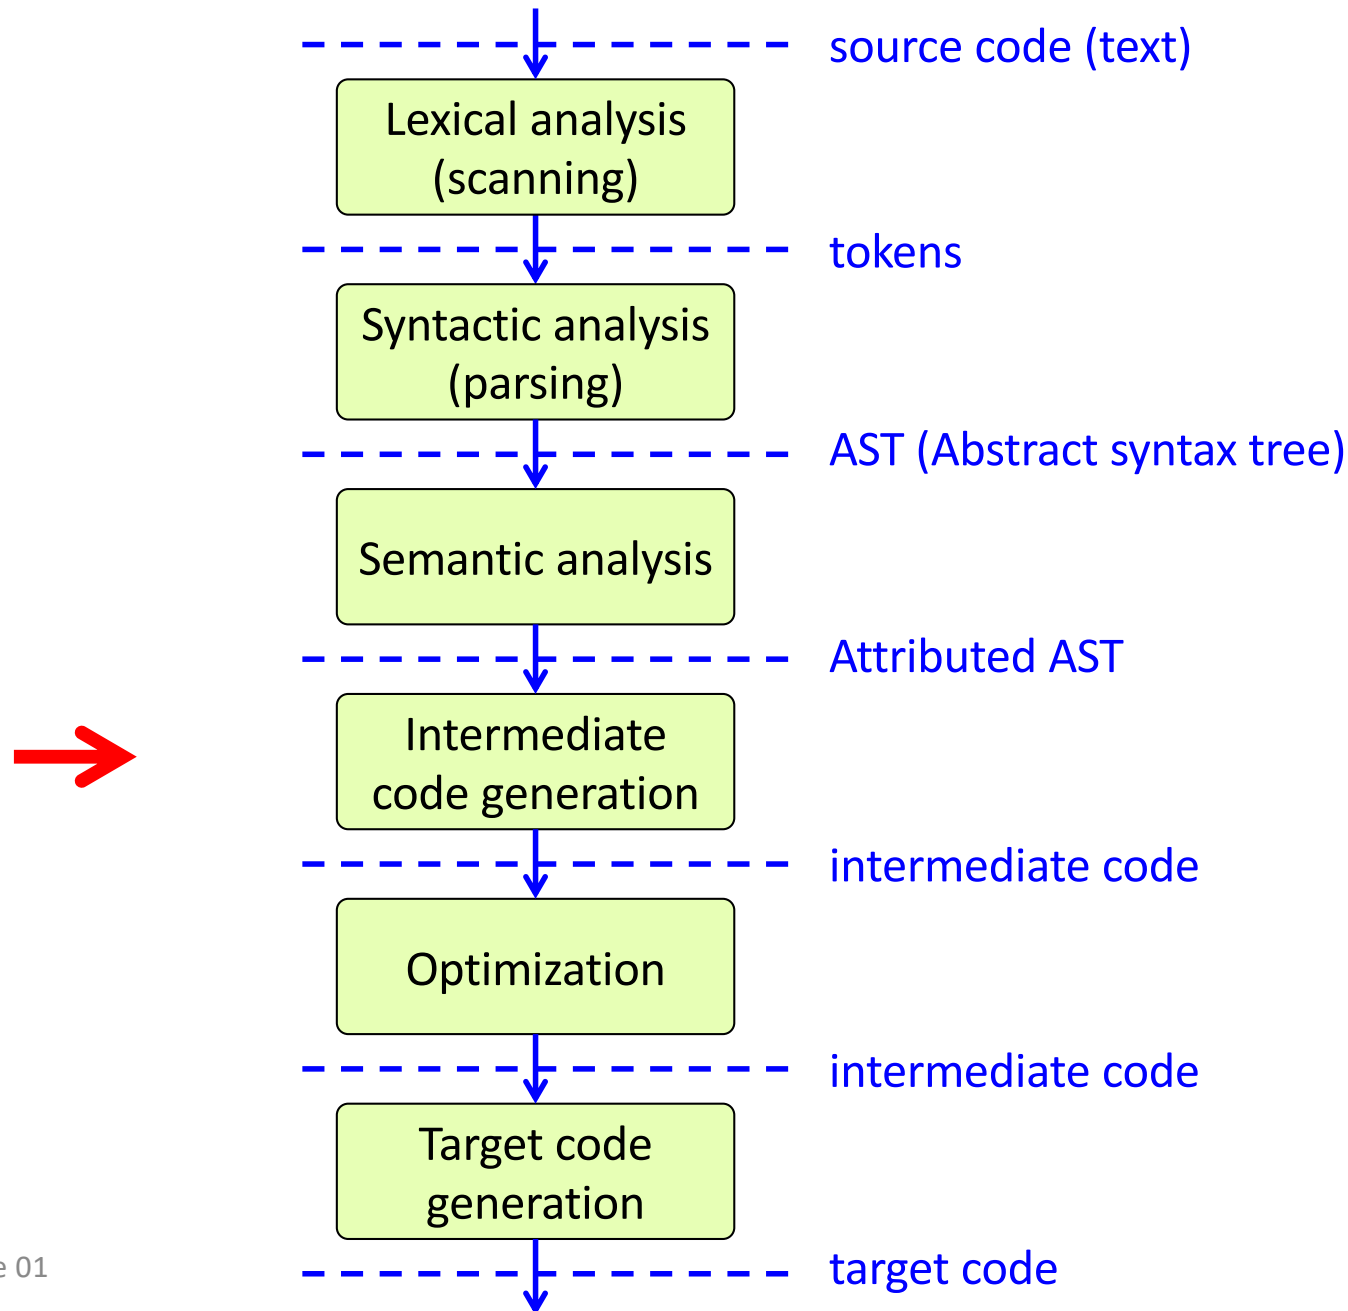 source code (text)
Lexical analysis
(scanning)
tokens
Syntactic analysis
(parsing)
AST (Abstract syntax tree)
Semantic analysis
Attributed AST
Intermediate
code generation
intermediate code
Optimization
intermediate code
Target code
generation
target code
01